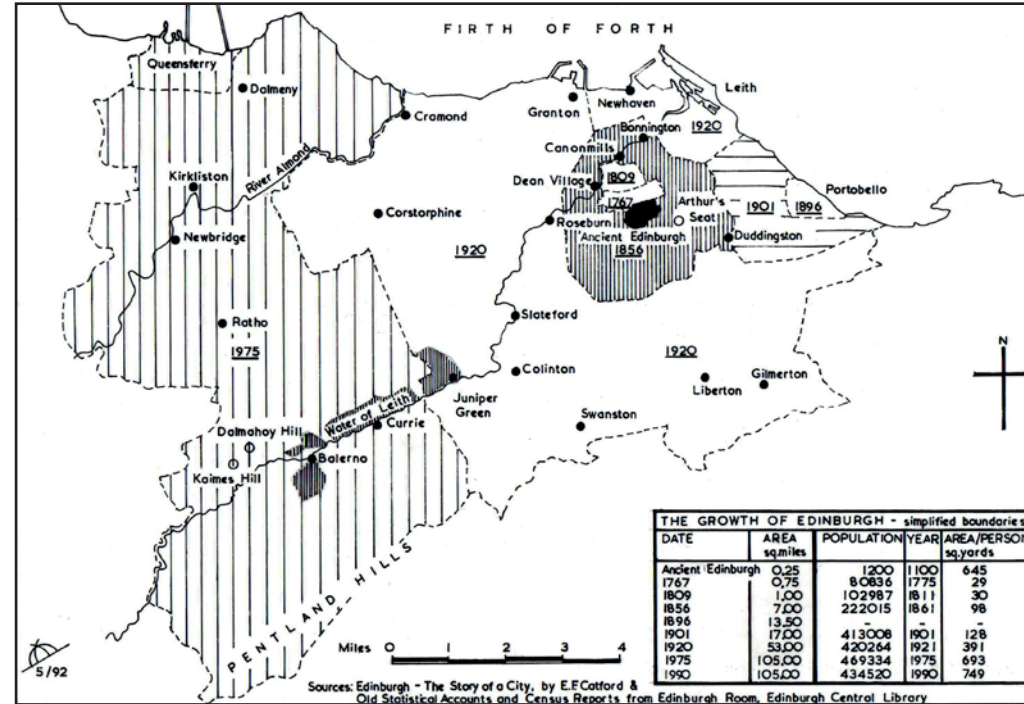 FIRTH OF FORTH
Queensferry
Dalmeny
Cramond
Granton
Newhaven
Leith
1920
Bonnington
Canonmills
1809
Dean Village
1767
Arthur's
Seat
Kirkliston
River Almond
Corstorphine
Roseburn
Ancient Edinburgh
1856
1901
1896
Portobello
Duddingston
Newbridge
1920
Ratho
1975
Slateford
1920
Colinton
Liberton
Gilmerton
N
Juniper
Green
Water of Leith
Currie
Swanston
Dalmahoy Hill
Kaimes Hill
Balerno
PENTLAND HILLS
5/92
Miles 0 1 2 3 4
THE GROWTH OF EDINBURGH - simplified boundaries
DATE AREA sq.miles POPULATION YEAR AREA/PERSON sq.yards
Ancient Edinburgh 0,25 1200 1100 645
1767 0,75 80836 1775 29
1809 1,00 102987 1811 30
1856 7,00 222015 1861 98
1896 13,50 - - -
1901 17,00 413008 1901 128
1920 53,00 420264 1921 391
1975 105,00 469334 1975 693
1990 105,00 434520 1990 749
Sources: Edinburgh - The Story of a City, by E.F.Catford &
Old Statistical Accounts and Census Reports from Edinburgh Room, Edinburgh Central Library